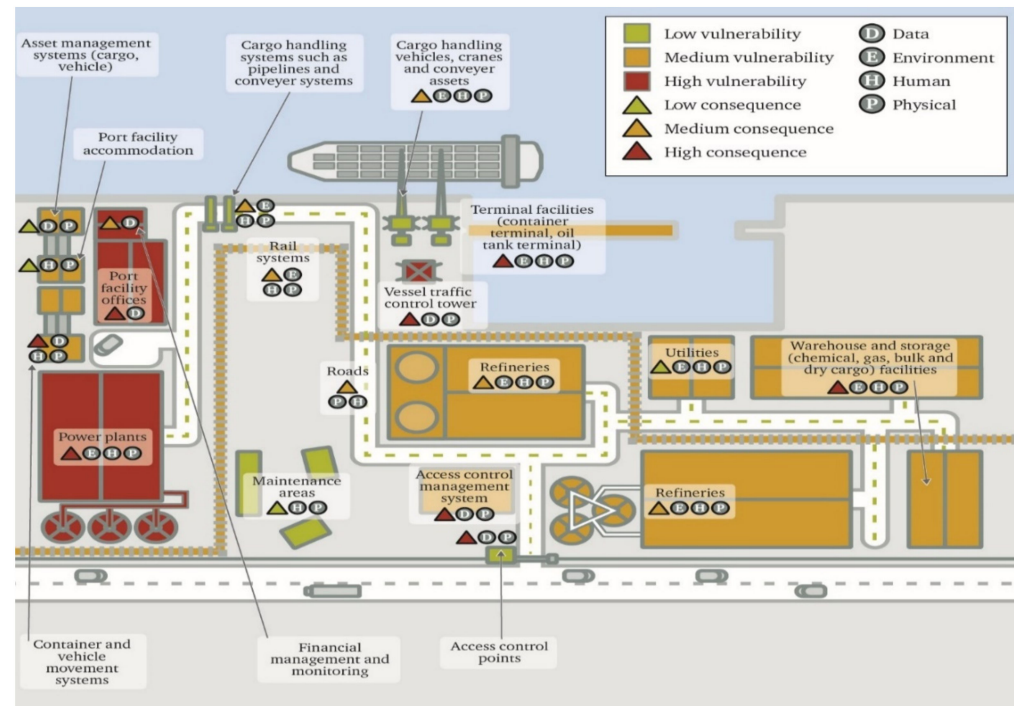 Asset management
systems (cargo,
vehicle)
Cargo handling
systems such as
pipelines and
conveyer systems
Cargo handling
vehicles, cranes
and conveyer
assets
E H P
Low vulnerability
Medium vulnerability
High vulnerability
Low consequence
Medium consequence
High consequence
D Data
E Environment
H Human
P Physical
Port facility
accommodation
D P
D
E
H P
H P
Terminal facilities
(container
terminal, oil
tank terminal)
E H P
Rail
systems
E
H P
Port
facility
offices
D
Vessel traffic
control tower
D P
D
H P
Roads
P H
Refineries
E H P
Utilities
E H P
Warehouse and storage
(chemical, gas, bulk and
dry cargo) facilities
E H P
Power plants
E H P
Maintenance
areas
H P
Access control
management
system
D P
D P
Refineries
E H P
Container and
vehicle
movement
systems
Financial
management and
monitoring
Access control
points